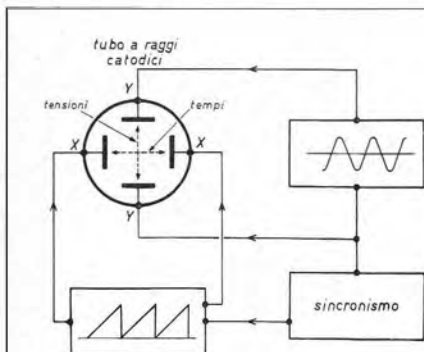 tubo a raggi
catodici
Y
tensioni
tempi
X
X
Y
sincronismo